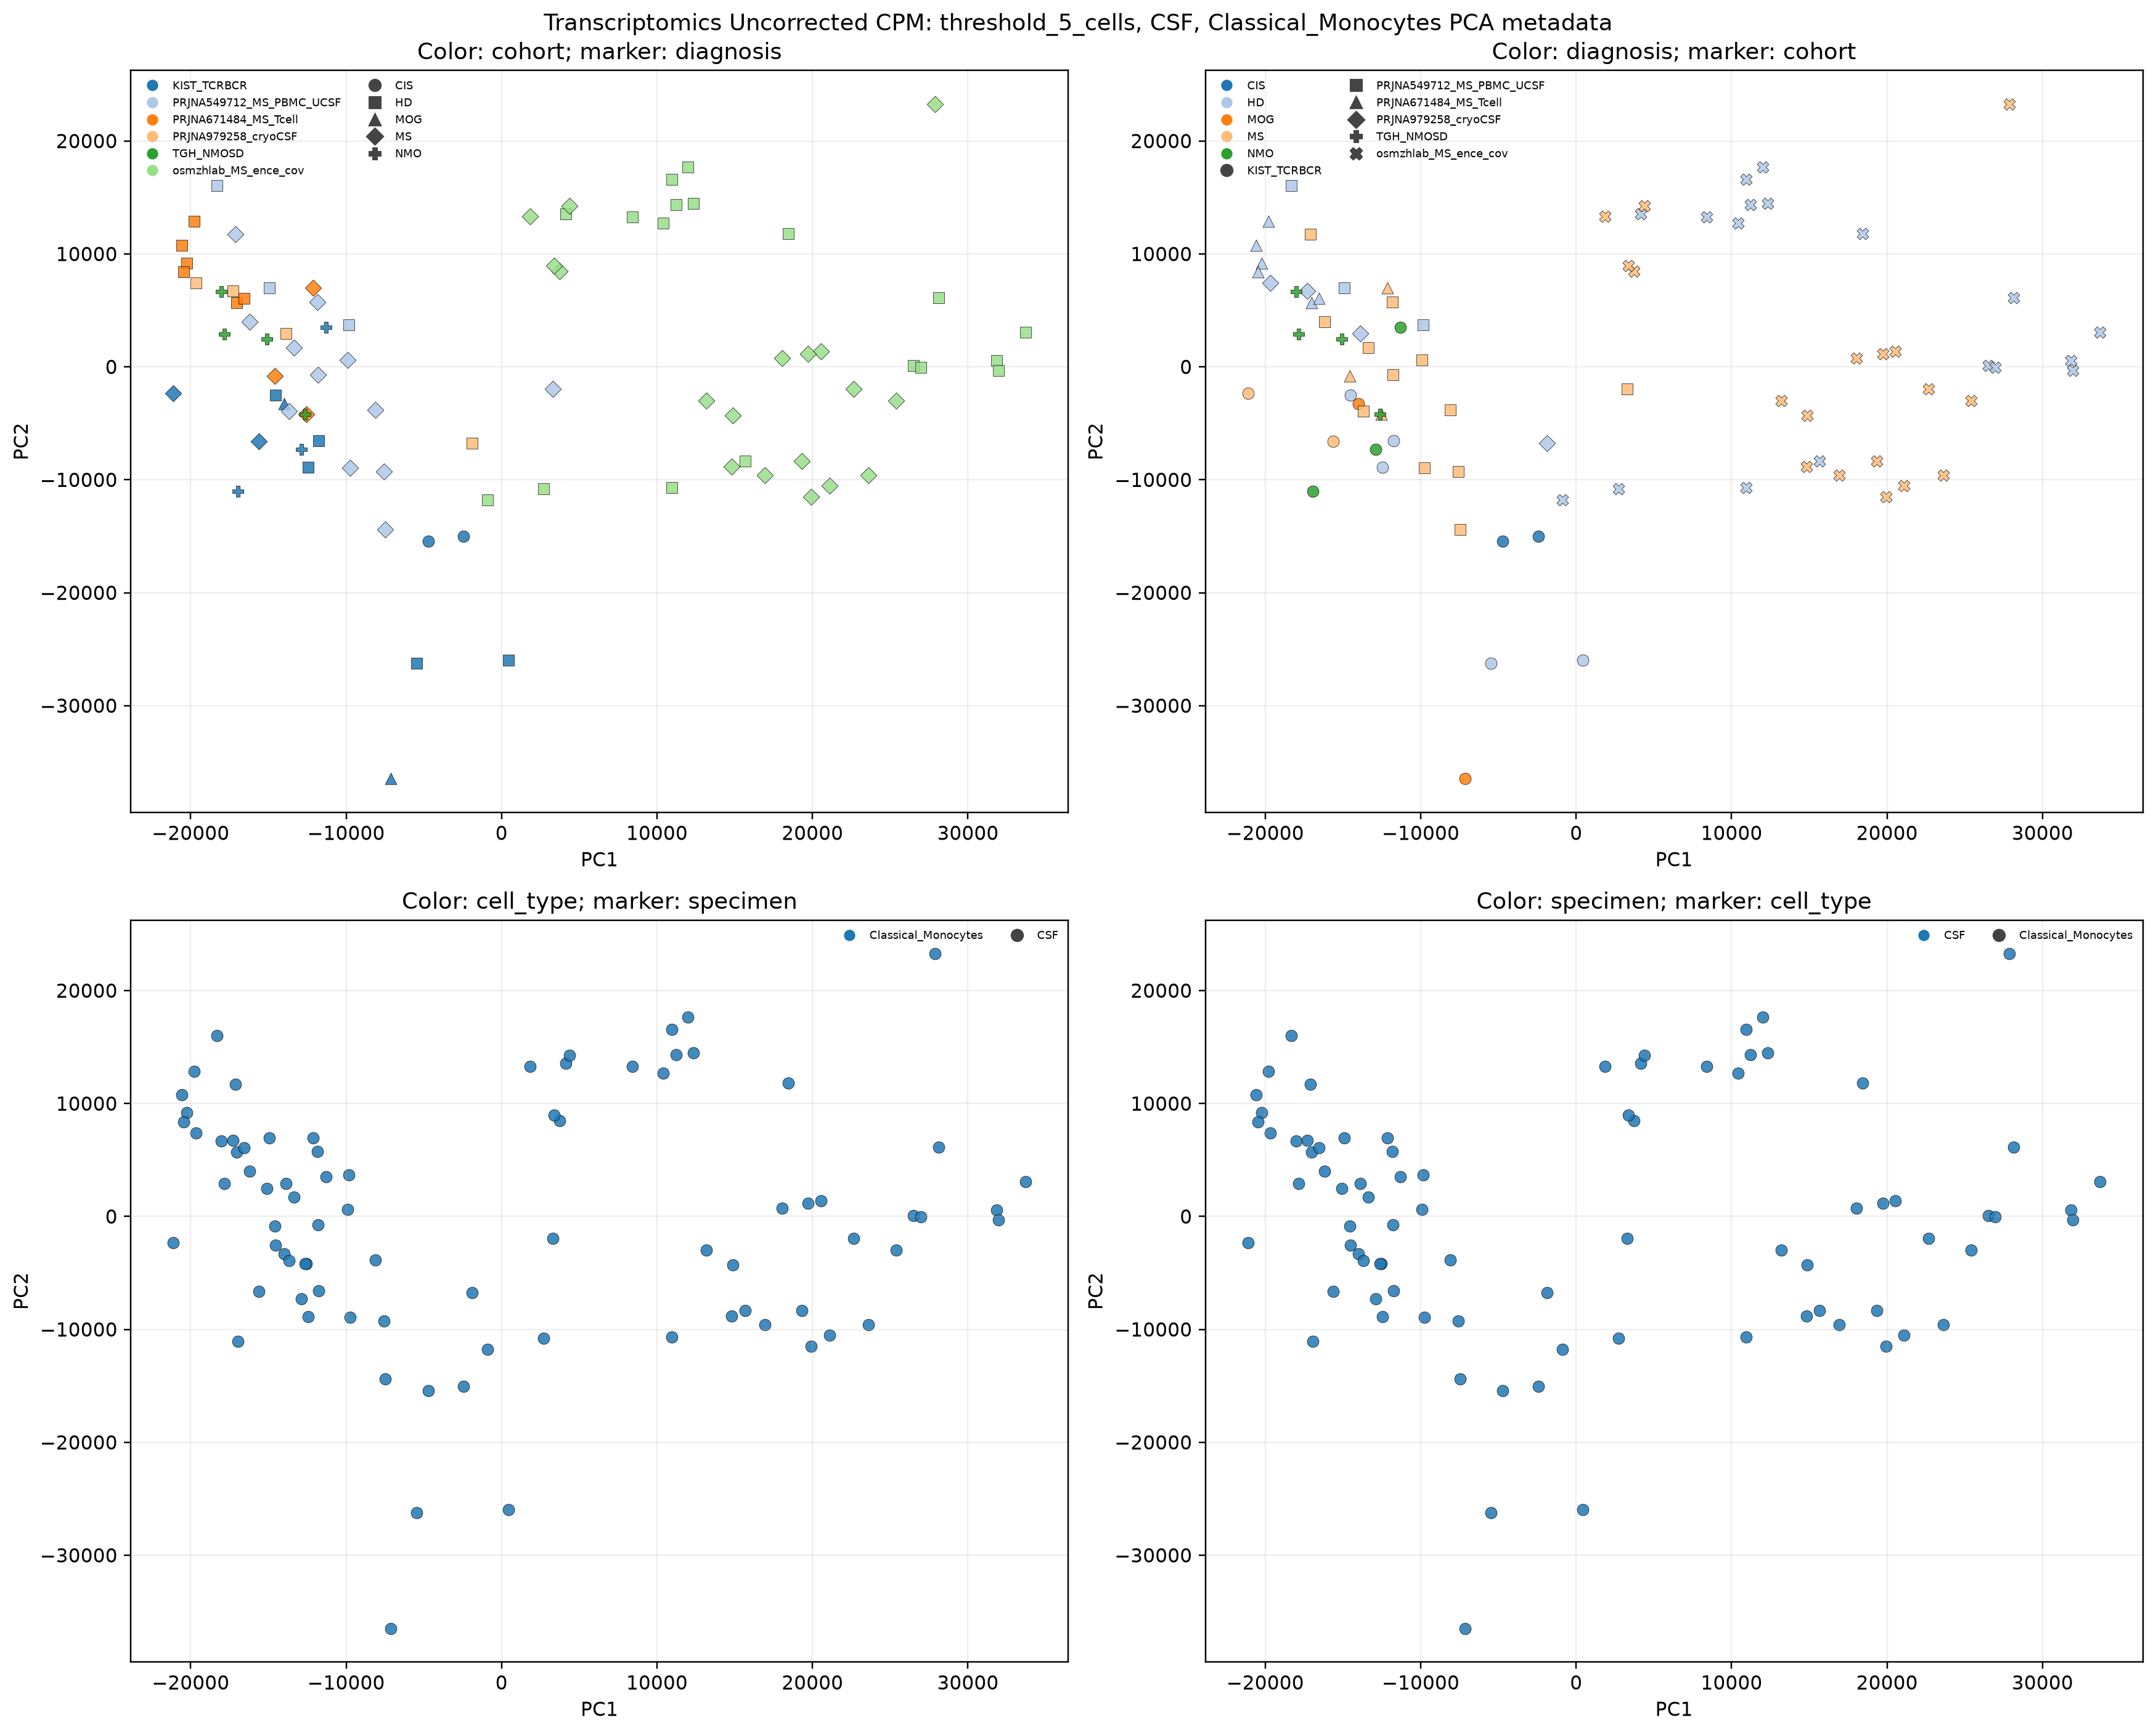 Transcriptomics Uncorrected CPM: threshold_5_cells, CSF, Classical_Monocytes PCA metadata
Color: cohort; marker: diagnosis
KIST_TCRBCR
PRJNA549712_MS_PBMC_UCSF
PRJNA671484_MS_Tcell
PRJNA979258_cryoCSF
TGH_NMOSD
osmzhlab_MS_ence_cov
CIS
HD
MOG
MS
NMO
20000
10000
0
−10000
−20000
−30000
PC2
−20000 −10000 0 10000 20000 30000
PC1
Color: diagnosis; marker: cohort
CIS
HD
MOG
MS
NMO
KIST_TCRBCR
PRJNA549712_MS_PBMC_UCSF
PRJNA671484_MS_Tcell
PRJNA979258_cryoCSF
TGH_NMOSD
osmzhlab_MS_ence_cov
20000
10000
0
−10000
−20000
−30000
PC2
−20000 −10000 0 10000 20000 30000
PC1
Color: cell_type; marker: specimen
Classical_Monocytes CSF
20000
10000
0
−10000
−20000
−30000
PC2
−20000 −10000 0 10000 20000 30000
PC1
Color: specimen; marker: cell_type
CSF Classical_Monocytes
20000
10000
0
−10000
−20000
−30000
PC2
−20000 −10000 0 10000 20000 30000
PC1